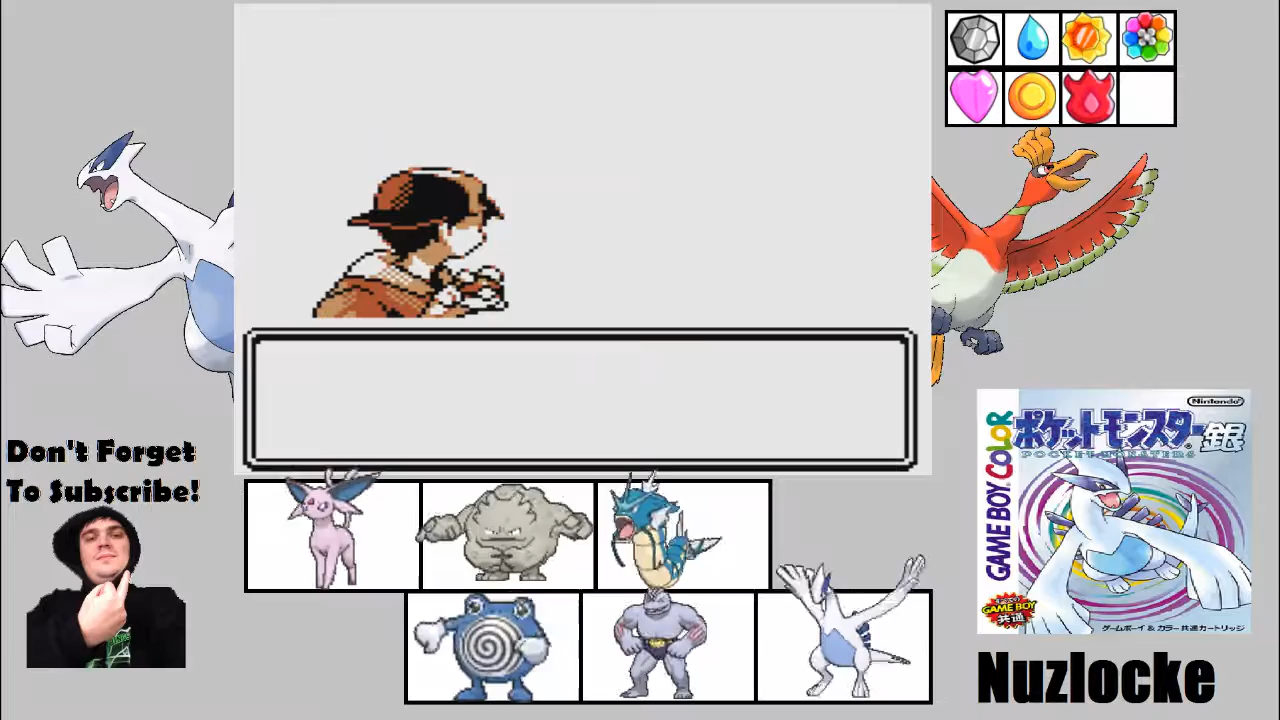 Don't Forget
To Subscribe!
Nintendo
GAME BOY COLOR
ポケットモンスター銀
POCKET MONSTERS
GAME BOY
共通
ゲームボーイ&カラー共通カートリッジ
Nuzlocke